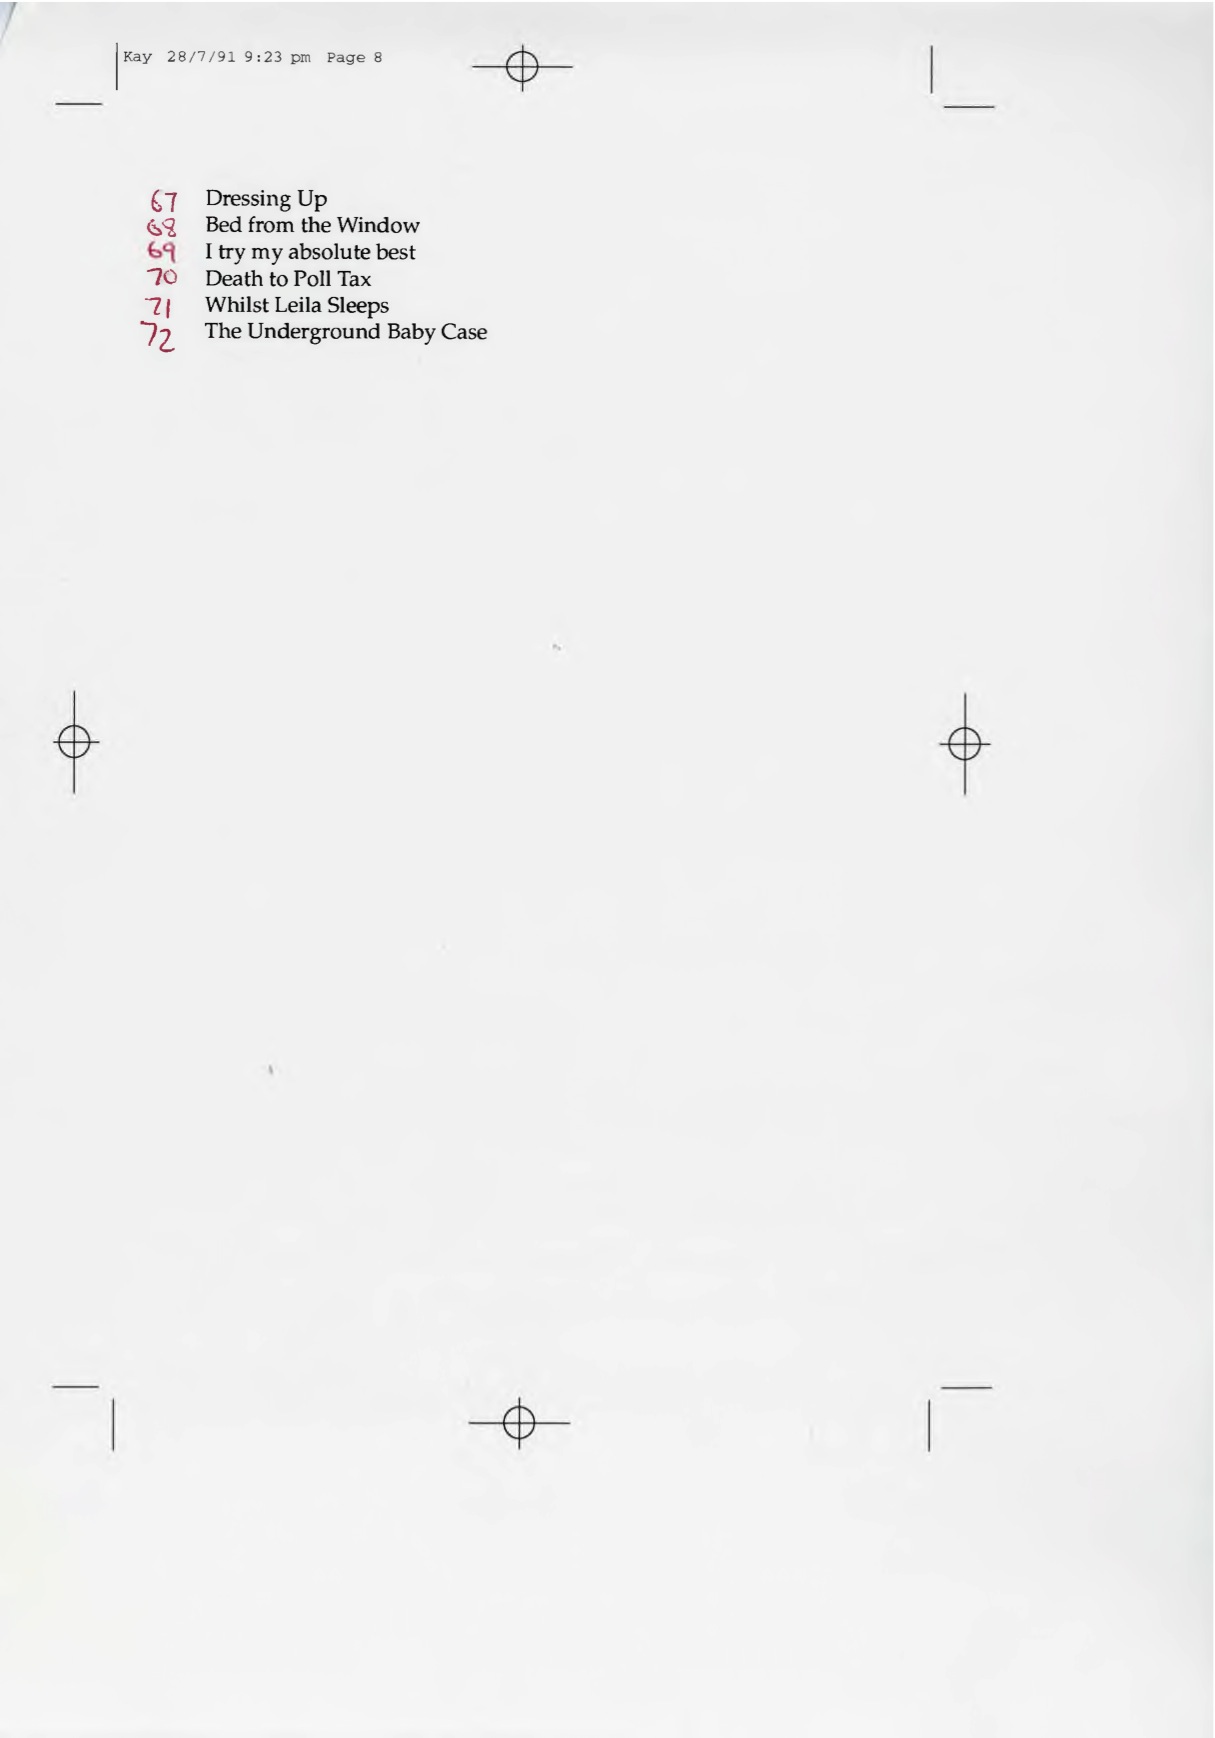 Kay 28/7/91 9:23 pm Page 8
67 Dressing Up
68 Bed from the Window
69 I try my absolute best
70 Death to Poll Tax
71 Whilst Leila Sleeps
72 The Underground Baby Case